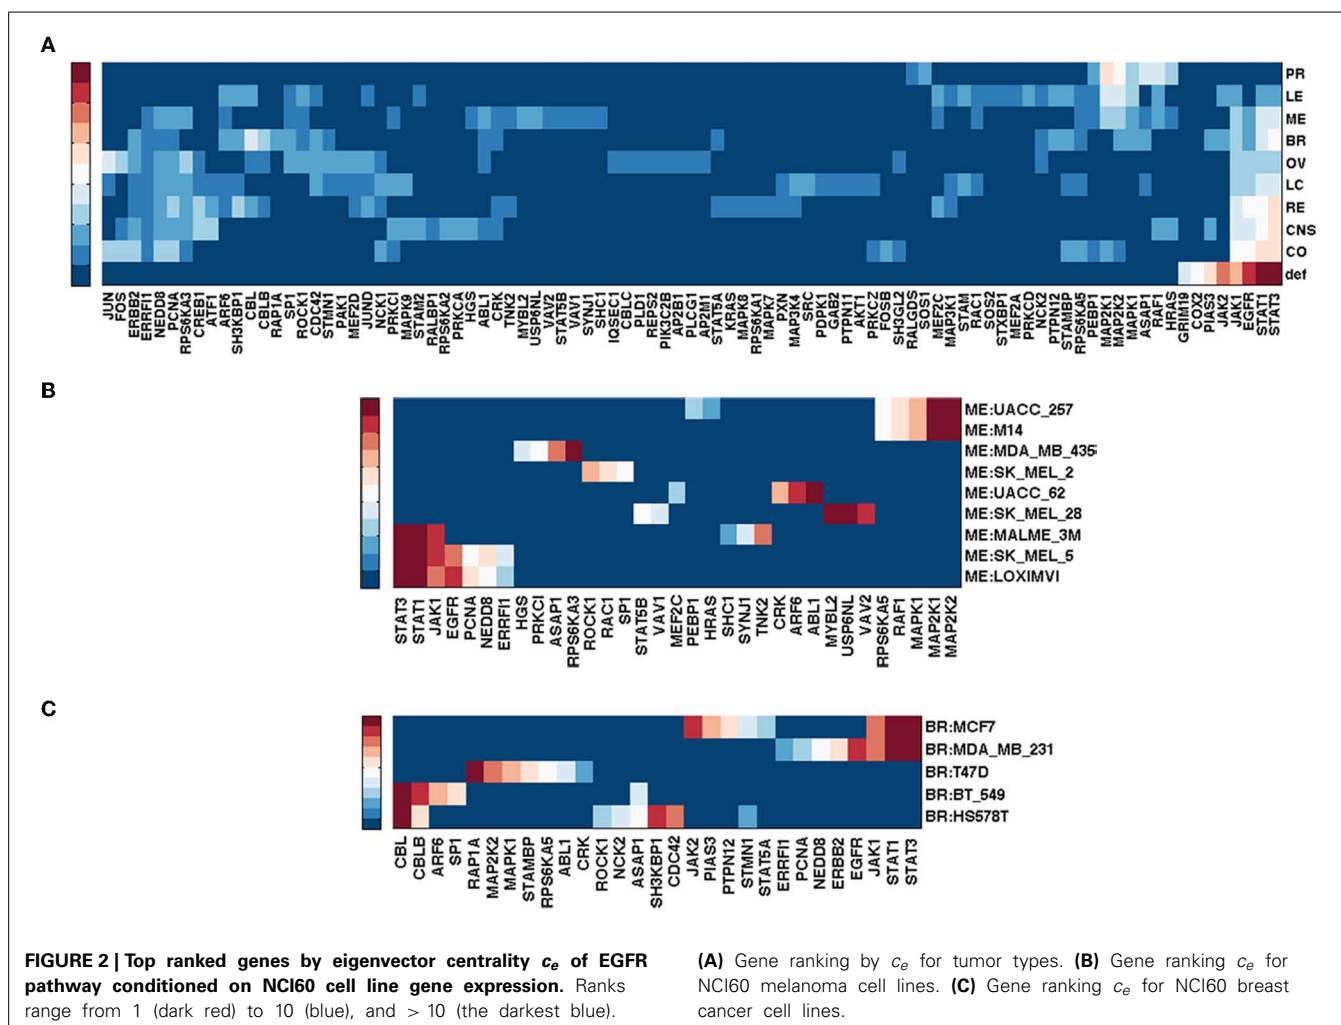 A
PR
LE
ME
BR
OV
LC
RE
CNS
CO
def
JUN
FOS
ERBB2
ERRFI1
NEDD8
PCNA
RPS6KA3
CREB1
ATF1
ARF6
SH3KBP1
CBL
CBLB
RAP1A
SP1
ROCK1
CDC42
STMN1
PAK1
MEF2D
JUND
NCK1
PRKCI
MAPK9
STAM2
RALBP1
RPS6KA2
PRKCA
HGS
ABL1
CRK
TNK2
MYBL2
USP6NL
VAV2
STAT5B
VAV1
SYNJ1
SHC1
IQSEC1
CBLC
PLD1
REPS2
PIK3C2B
AP2B1
PLCG1
AP2M1
STAT5A
KRAS
MAPK8
RPS6KA1
MAPK7
PXN
MAP3K4
SRC
PDPK1
GAB2
PTPN11
AKT1
PRKCZ
FOSB
SH3GL2
RALGDS
SOS1
MEF2C
MAP3K1
STAM
RAC1
SOS2
STXBP1
MEF2A
PRKCD
NCK2
PTPN12
STAMBP
RPS6KA5
PEBP1
MAP2K1
MAP2K2
MAPK1
ASAP1
RAF1
HRAS
GRIM19
COX2
PIAS3
JAK2
JAK1
EGFR
STAT1
STAT3
B
ME:UACC_257
ME:M14
ME:MDA_MB_435
ME:SK_MEL_2
ME:UACC_62
ME:SK_MEL_28
ME:MALME_3M
ME:SK_MEL_5
ME:LOXIMVI
STAT3
STAT1
JAK1
EGFR
PCNA
NEDD8
ERRFI1
HGS
PRKCI
ASAP1
RPS6KA3
ROCK1
RAC1
SP1
STAT5B
VAV1
MEF2C
PEBP1
HRAS
SHC1
SYNJ1
TNK2
CRK
ARF6
ABL1
MYBL2
USP6NL
VAV2
RPS6KA5
RAF1
MAPK1
MAP2K1
MAP2K2
C
BR:MCF7
BR:MDA_MB_231
BR:T47D
BR:BT_549
BR:HS578T
CBL
CBLB
ARF6
SP1
RAP1A
MAP2K2
MAPK1
STAMBP
RPS6KA5
ABL1
CRK
ROCK1
NCK2
ASAP1
SH3KBP1
CDC42
JAK2
PIAS3
PTPN12
STMN1
STAT5A
ERRFI1
PCNA
NEDD8
ERBB2
EGFR
JAK1
STAT1
STAT3
FIGURE 2 | Top ranked genes by eigenvector centrality ce of EGFR
pathway conditioned on NCI60 cell line gene expression. Ranks
range from 1 (dark red) to 10 (blue), and > 10 (the darkest blue).
(A) Gene ranking by ce for tumor types. (B) Gene ranking ce for
NCI60 melanoma cell lines. (C) Gene ranking ce for NCI60 breast
cancer cell lines.